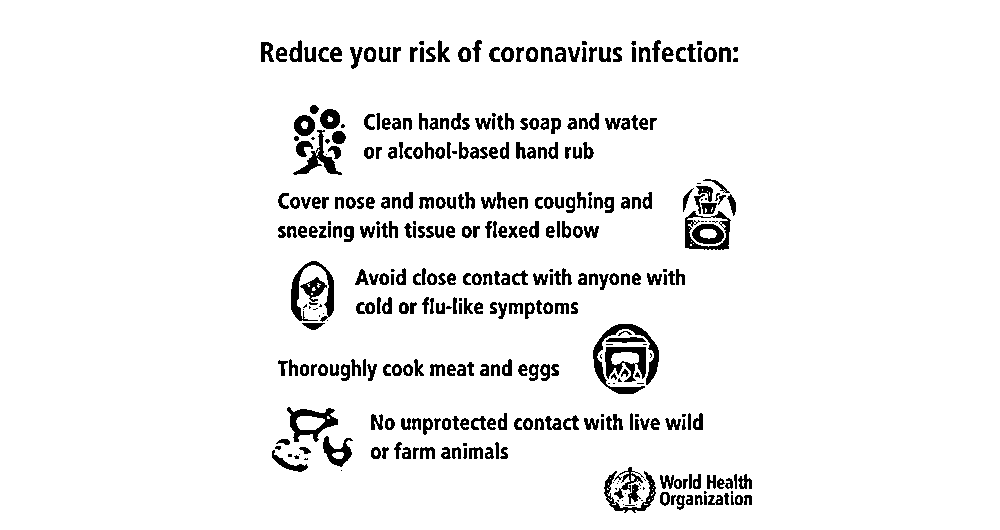 Reduce your risk of coronavirus infection:
Clean hands with soap and water
or alcohol-based hand rub
Cover nose and mouth when coughing and
sneezing with tissue or flexed elbow
Avoid close contact with anyone with
cold or flu-like symptoms
Thoroughly cook meat and eggs
No unprotected contact with live wild
or farm animals
World Health
Organization